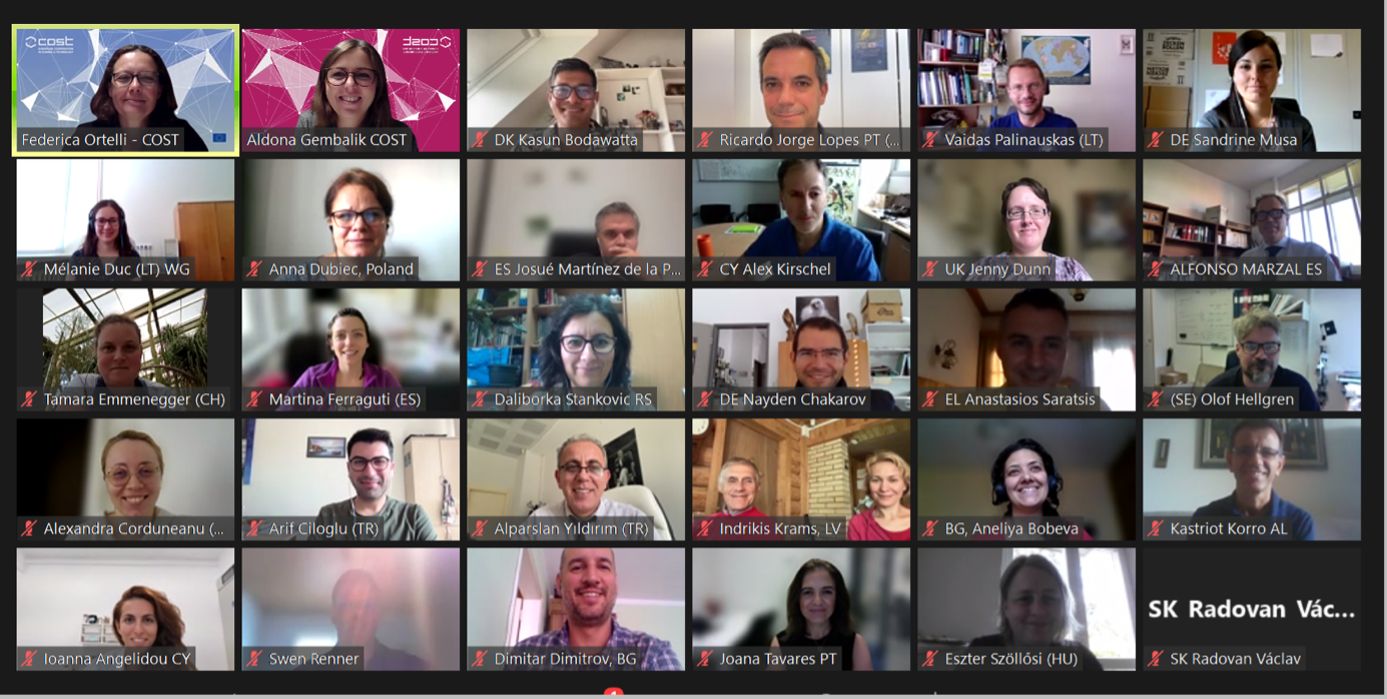 cost
cost
Federica Ortelli - COST
Aldona Gembalik COST
DK Kasun Bodawatta
Ricardo Jorge Lopes PT (...
Vaidas Palinauskas (LT)
DE Sandrine Musa
Mélanie Duc (LT) WG
Anna Dubiec, Poland
ES Josué Martínez de la P...
CY Alex Kirschel
UK Jenny Dunn
ALFONSO MARZAL ES
Tamara Emmenegger (CH)
Martina Ferraguti (ES)
Daliborka Stankovic RS
DE Nayden Chakarov
EL Anastasios Saratsis
(SE) Olof Hellgren
Alexandra Corduneanu (...
Arif Ciloglu (TR)
Alparslan Yıldırım (TR)
Indrikis Krams, LV
BG, Aneliya Bobeva
Kastriot Korro AL
SK Radovan Vác...
Ioanna Angelidou CY
Swen Renner
Dimitar Dimitrov, BG
Joana Tavares PT
Eszter Szöllősi (HU)
SK Radovan Václav